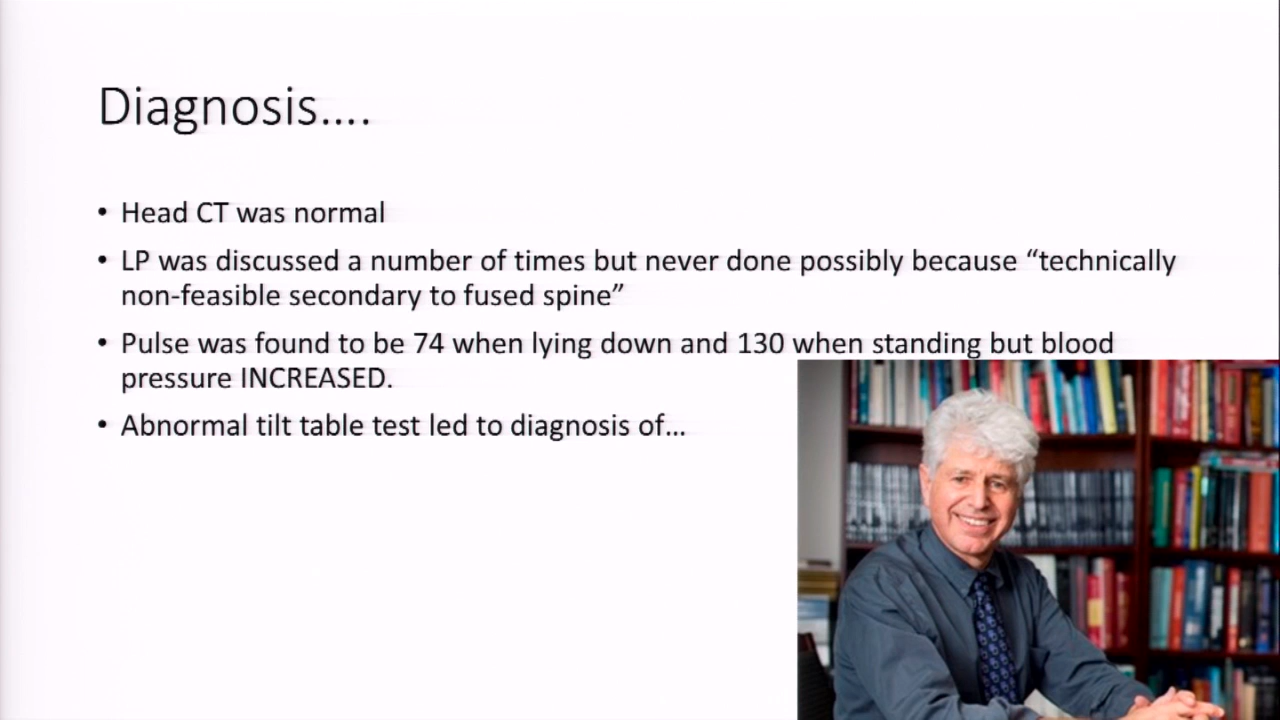 Diagnosis....
• Head CT was normal
• LP was discussed a number of times but never done possibly because “technically
non-feasible secondary to fused spine”
• Pulse was found to be 74 when lying down and 130 when standing but blood
pressure INCREASED.
• Abnormal tilt table test led to diagnosis of...